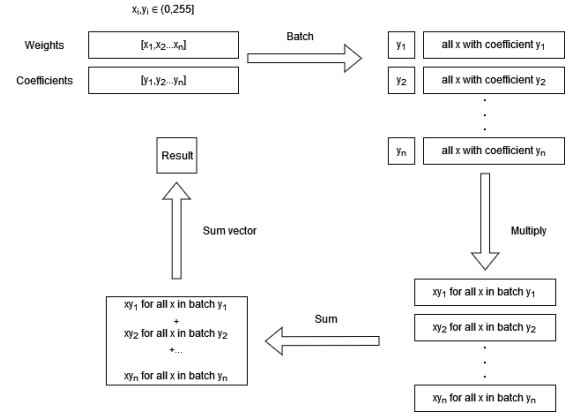 xᵢ,yᵢ ∈ (0,255]
Weights
[x₁,x₂...xₙ]
Coefficients
[y₁,y₂...yₙ]
Batch
y₁
all x with coefficient y₁
y₂
all x with coefficient y₂
.
.
.
yₙ
all x with coefficient yₙ
Multiply
xy₁ for all x in batch y₁
xy₂ for all x in batch y₂
.
.
.
xyₙ for all x in batch yₙ
Sum
xy₁ for all x in batch y₁
+
xy₂ for all x in batch y₂
+...
xyₙ for all x in batch yₙ
Sum vector
Result